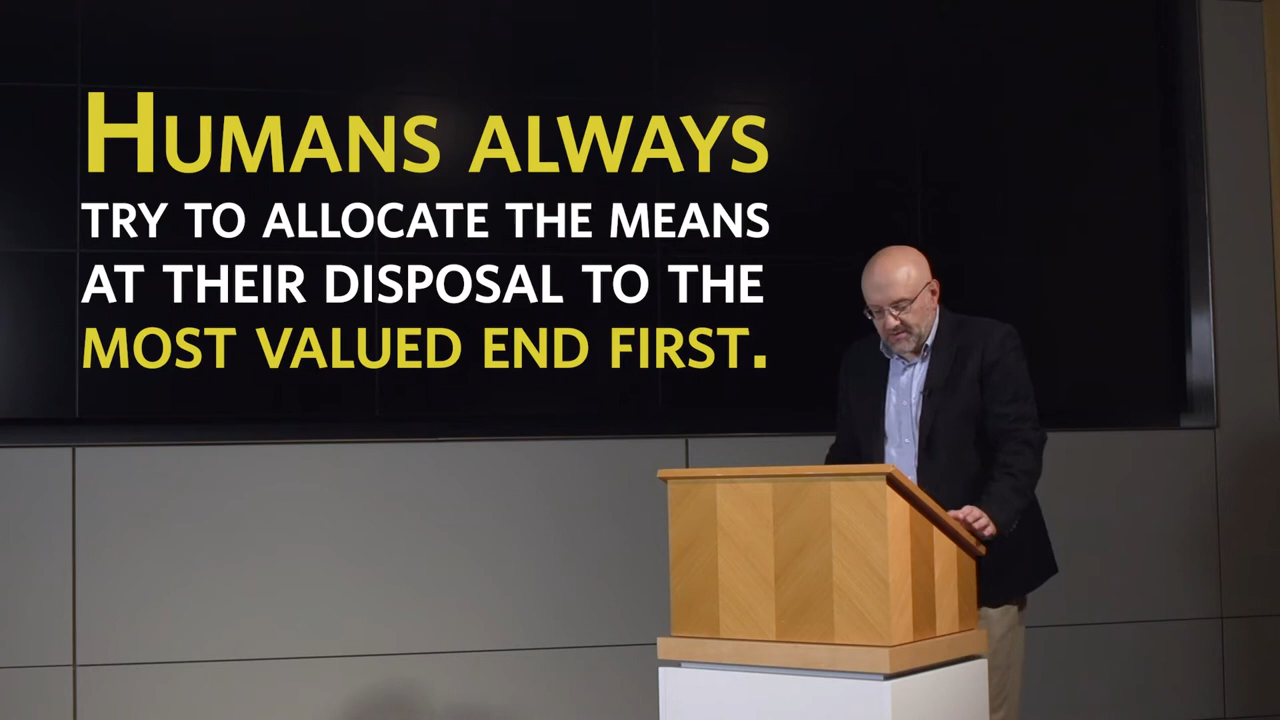 HUMANS ALWAYS
TRY TO ALLOCATE THE MEANS
AT THEIR DISPOSAL TO THE
MOST VALUED END FIRST.